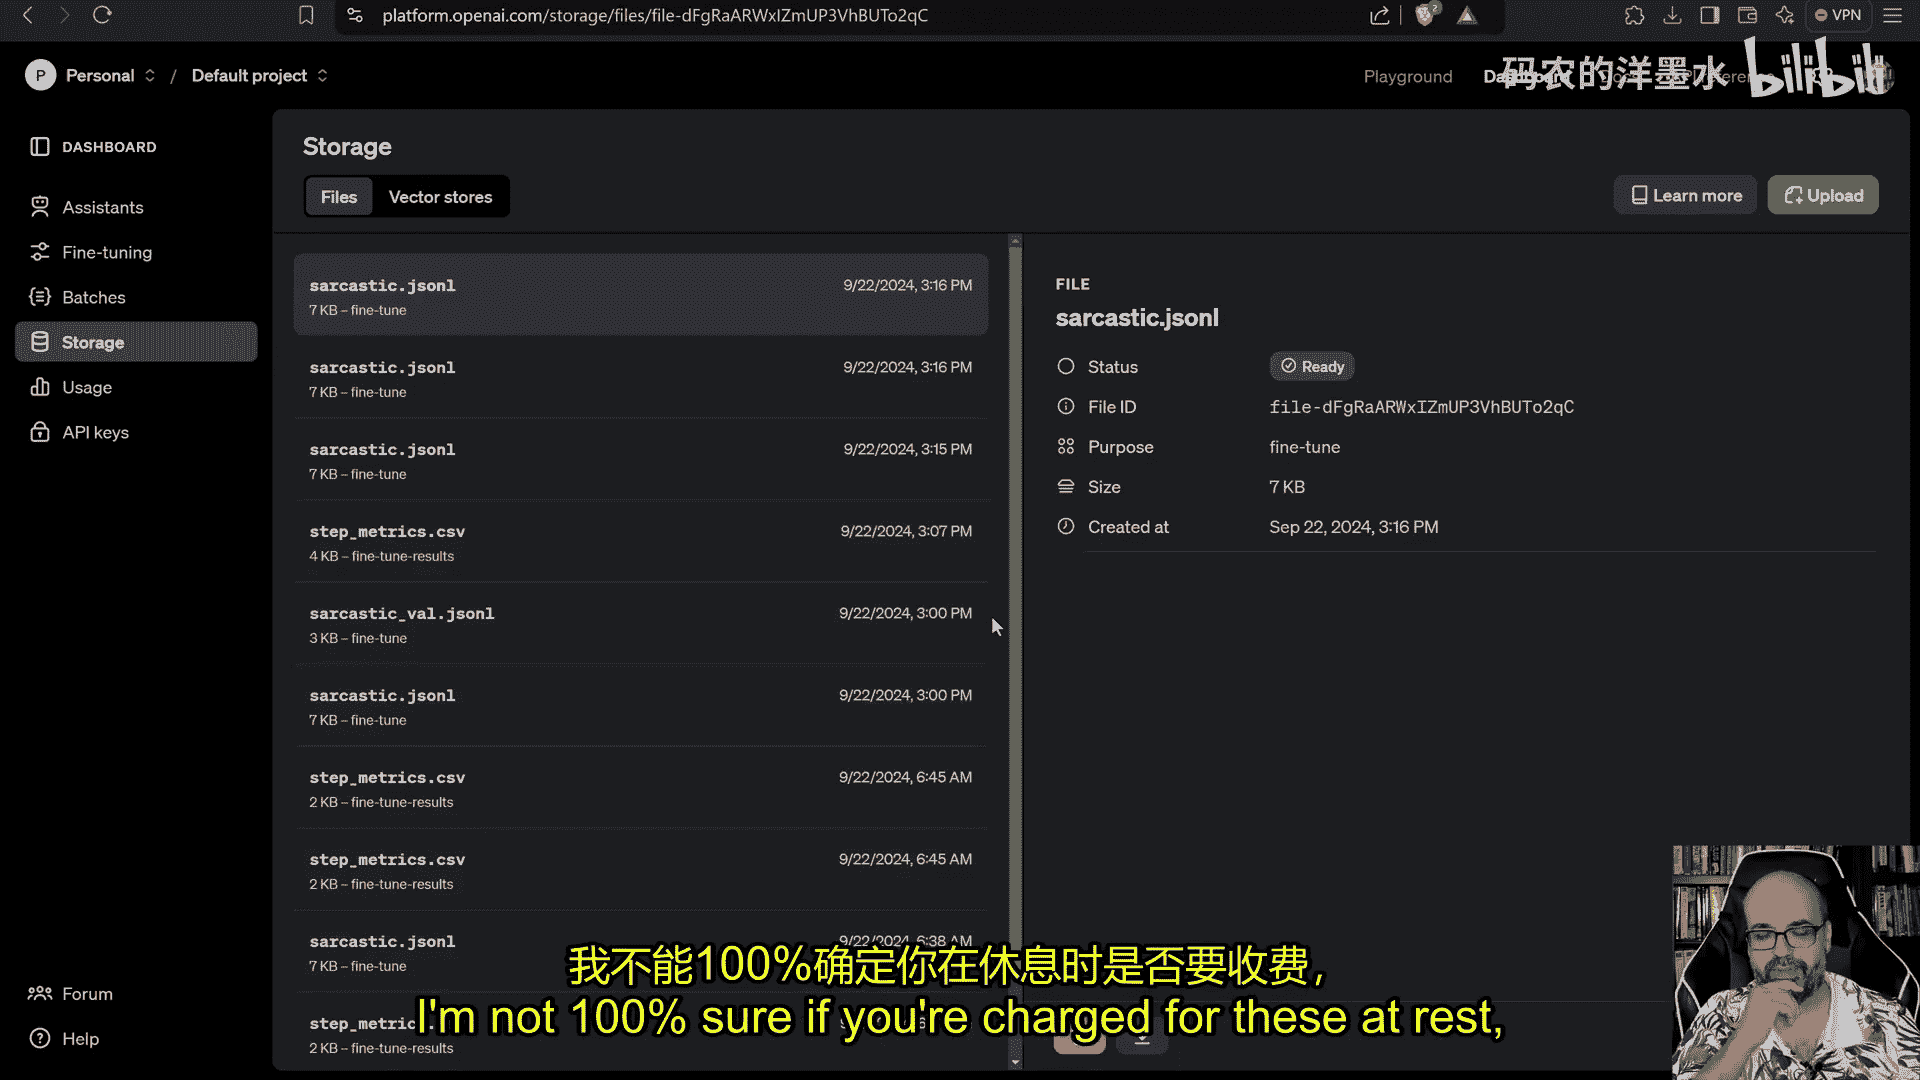 platform.openai.com/storage/files/file-dFgRaARWxIZmUP3VhBUTo2qC
2
VPN
P
Personal
/
Default project
Playground
码农的洋墨水
bilibili
DASHBOARD
Assistants
Fine-tuning
Batches
Storage
Usage
API keys
Forum
Help
Storage
Files
Vector stores
Learn more
Upload
sarcastic.jsonl 9/22/2024, 3:16 PM
7 KB – fine-tune
sarcastic.jsonl 9/22/2024, 3:16 PM
7 KB – fine-tune
sarcastic.jsonl 9/22/2024, 3:15 PM
7 KB – fine-tune
step_metrics.csv 9/22/2024, 3:07 PM
4 KB – fine-tune-results
sarcastic_val.jsonl 9/22/2024, 3:00 PM
3 KB – fine-tune
sarcastic.jsonl 9/22/2024, 3:00 PM
7 KB – fine-tune
step_metrics.csv 9/22/2024, 6:45 AM
2 KB – fine-tune-results
step_metrics.csv 9/22/2024, 6:45 AM
2 KB – fine-tune-results
sarcastic.jsonl 9/22/2024, 6:38 AM
7 KB – fine-tune
2 KB – fine-tune-results
FILE
sarcastic.jsonl
Status Ready
File ID file-dFgRaARWxIZmUP3VhBUTo2qC
Purpose fine-tune
Size 7 KB
Created at Sep 22, 2024, 3:16 PM
我不能100%确定你在休息时是否要收费，
I'm not 100% sure if you're charged for these at rest,